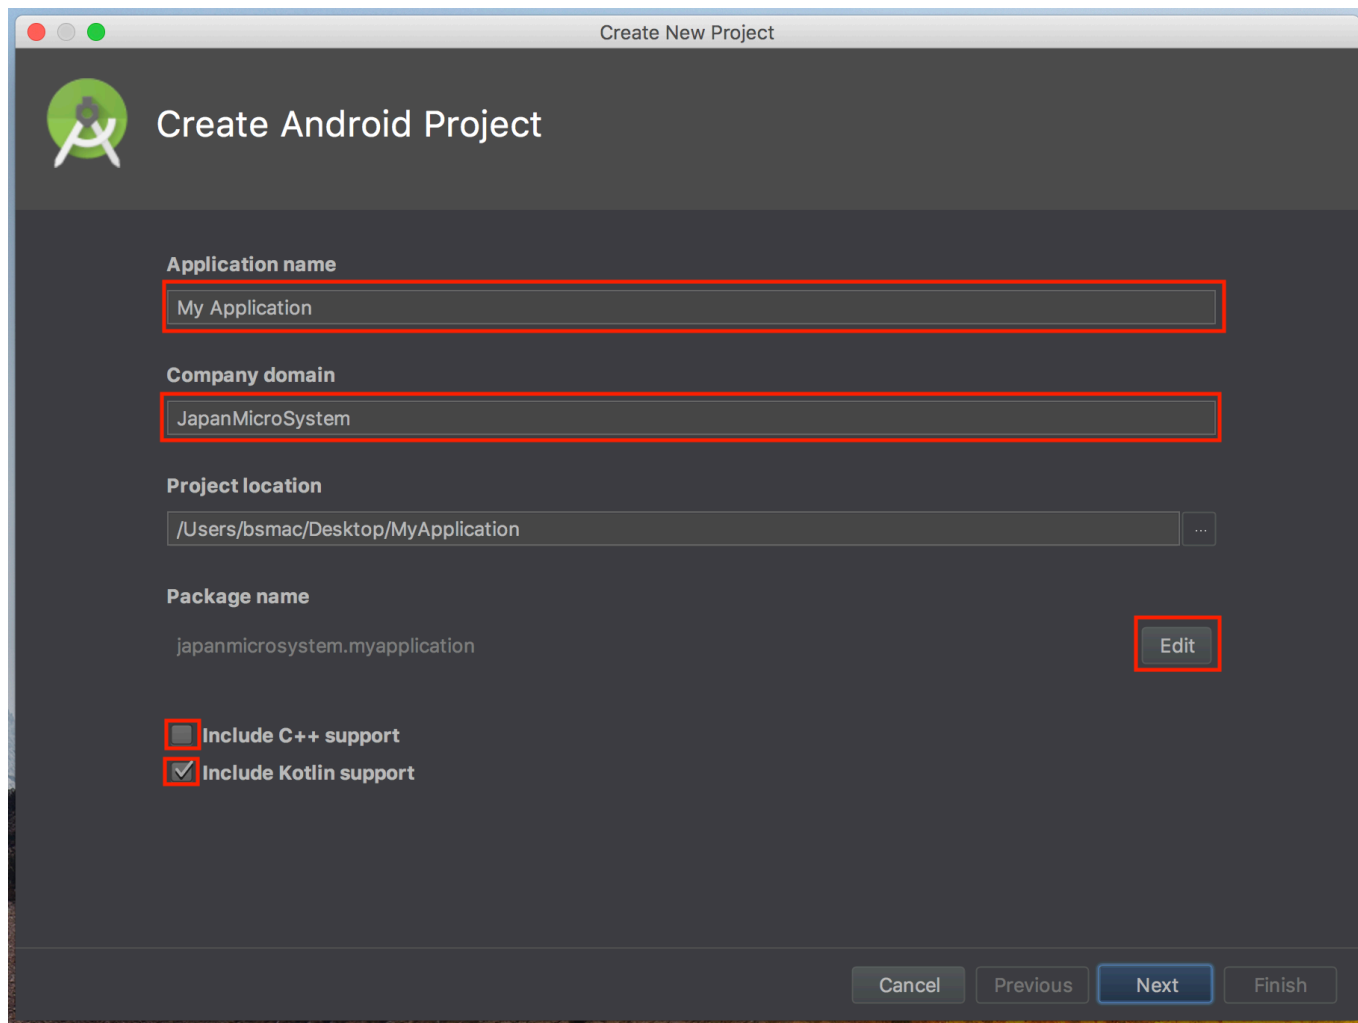 Create New Project
Create Android Project
Application name
My Application
Company domain
JapanMicroSystem
Project location
/Users/bsmac/Desktop/MyApplication
...
Package name
japanmicrosystem.myapplication
Edit
Include C++ support
Include Kotlin support
Cancel Previous Next Finish